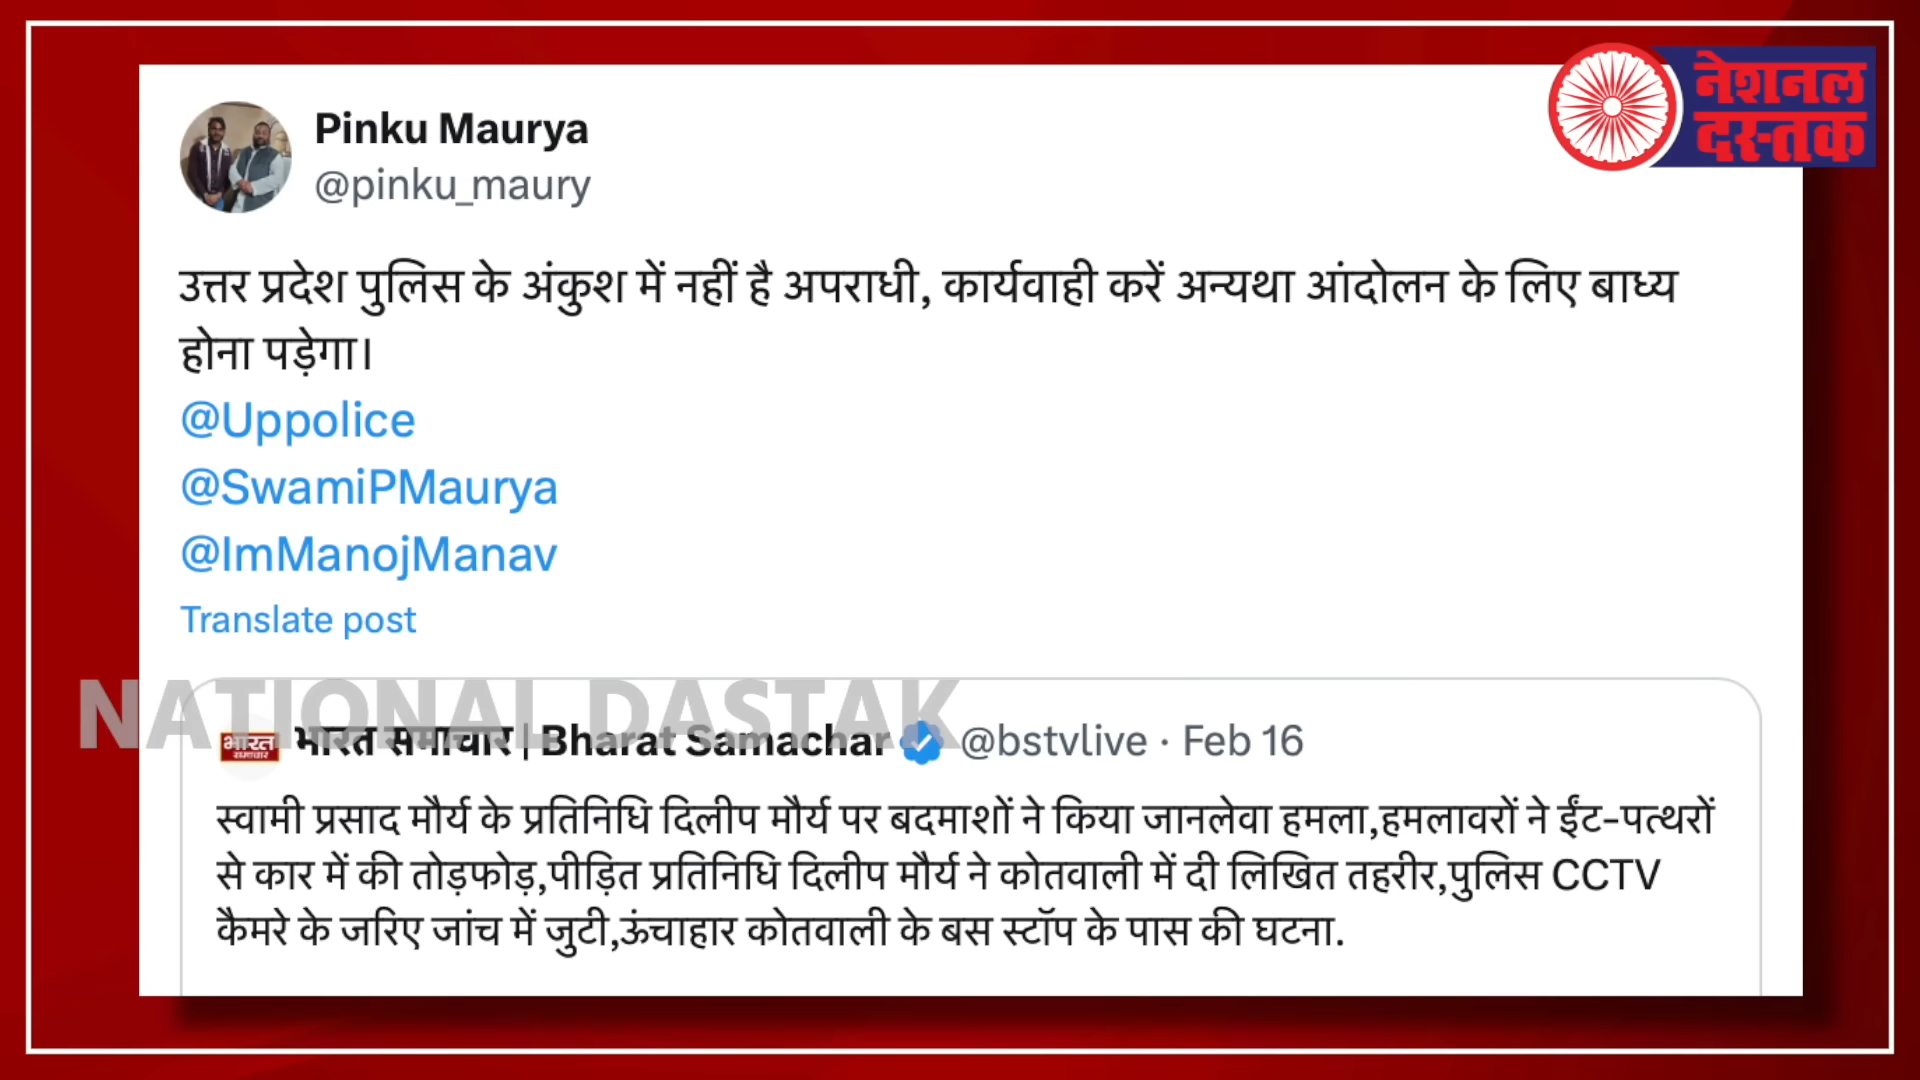 नेशनल
दस्तक
Pinku Maurya
@pinku_maury
उत्तर प्रदेश पुलिस के अंकुश में नहीं है अपराधी, कार्यवाही करें अन्यथा आंदोलन के लिए बाध्य
होना पड़ेगा।
@Uppolice
@SwamiPMaurya
@ImManojManav
Translate post
NATIONAL DASTAK
भारत
समाचार
भारत समाचार | Bharat Samachar @bstvlive · Feb 16
स्वामी प्रसाद मौर्य के प्रतिनिधि दिलीप मौर्य पर बदमाशों ने किया जानलेवा हमला,हमलावरों ने ईंट-पत्थरों
से कार में की तोड़फोड़,पीड़ित प्रतिनिधि दिलीप मौर्य ने कोतवाली में दी लिखित तहरीर,पुलिस CCTV
कैमरे के जरिए जांच में जुटी,ऊंचाहार कोतवाली के बस स्टॉप के पास की घटना.